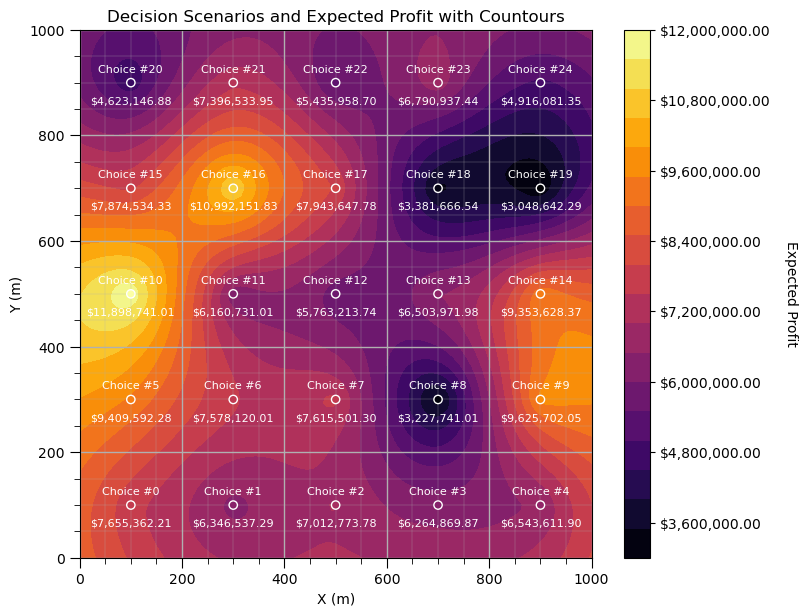 Decision Scenarios and Expected Profit with Countours
1000
800
600
400
200
0
Y (m)
Choice #20
$4,623,146.88
Choice #21
$7,396,533.95
Choice #22
$5,435,958.70
Choice #23
$6,790,937.44
Choice #24
$4,916,081.35
Choice #15
$7,874,534.33
Choice #16
$10,992,151.83
Choice #17
$7,943,647.78
Choice #18
$3,381,666.54
Choice #19
$3,048,642.29
Choice #10
$11,898,741.01
Choice #11
$6,160,731.01
Choice #12
$5,763,213.74
Choice #13
$6,503,971.98
Choice #14
$9,353,628.37
Choice #5
$9,409,592.28
Choice #6
$7,578,120.01
Choice #7
$7,615,501.30
Choice #8
$3,227,741.01
Choice #9
$9,625,702.05
Choice #0
$7,655,362.21
Choice #1
$6,346,537.29
Choice #2
$7,012,773.78
Choice #3
$6,264,869.87
Choice #4
$6,543,611.90
0
200
400
600
800
1000
X (m)
$12,000,000.00
$10,800,000.00
$9,600,000.00
$8,400,000.00
$7,200,000.00
$6,000,000.00
$4,800,000.00
$3,600,000.00
Expected Profit